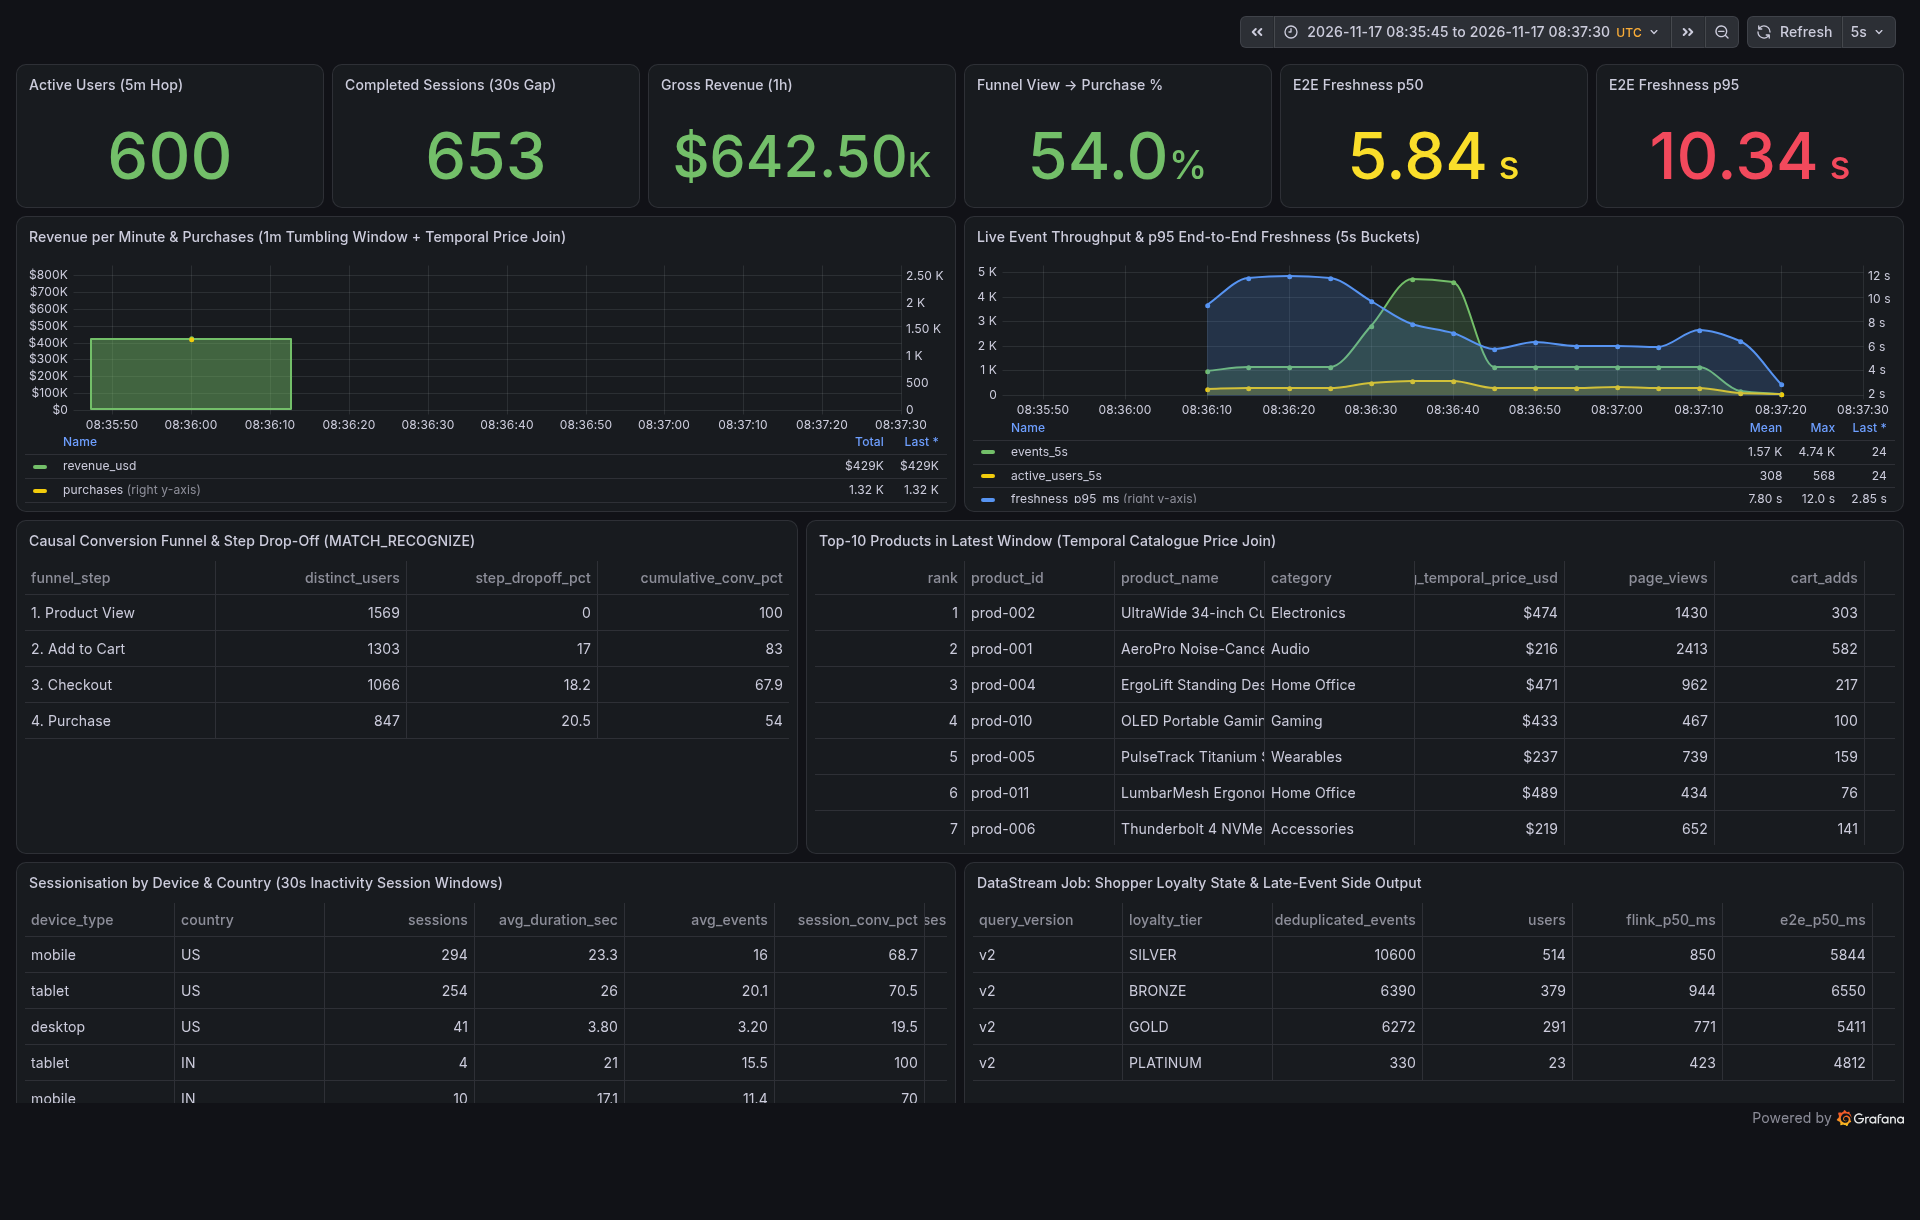 2026-11-17 08:35:45 to 2026-11-17 08:37:30 UTC Refresh 5s
Active Users (5m Hop)
600
Completed Sessions (30s Gap)
653
Gross Revenue (1h)
$642.50K
Funnel View → Purchase %
54.0%
E2E Freshness p50
5.84 s
E2E Freshness p95
10.34 s
Revenue per Minute & Purchases (1m Tumbling Window + Temporal Price Join)
$800K
$700K
$600K
$500K
$400K
$300K
$200K
$100K
$0
2.50 K
2 K
1.50 K
1 K
500
0
08:35:50 08:36:00 08:36:10 08:36:20 08:36:30 08:36:40 08:36:50 08:37:00 08:37:10 08:37:20 08:37:30
Name Total Last *
revenue_usd $429K $429K
purchases (right y-axis) 1.32 K 1.32 K
Live Event Throughput & p95 End-to-End Freshness (5s Buckets)
5 K
4 K
3 K
2 K
1 K
0
12 s
10 s
8 s
6 s
4 s
2 s
08:35:50 08:36:00 08:36:10 08:36:20 08:36:30 08:36:40 08:36:50 08:37:00 08:37:10 08:37:20 08:37:30
Name Mean Max Last *
events_5s 1.57 K 4.74 K 24
active_users_5s 308 568 24
freshness_p95_ms (right y-axis) 7.80 s 12.0 s 2.85 s
Causal Conversion Funnel & Step Drop-Off (MATCH_RECOGNIZE)
funnel_step distinct_users step_dropoff_pct cumulative_conv_pct
1. Product View 1569 0 100
2. Add to Cart 1303 17 83
3. Checkout 1066 18.2 67.9
4. Purchase 847 20.5 54
Top-10 Products in Latest Window (Temporal Catalogue Price Join)
rank product_id product_name category _temporal_price_usd page_views cart_adds
1 prod-002 UltraWide 34-inch Cu Electronics $474 1430 303
2 prod-001 AeroPro Noise-Cance Audio $216 2413 582
3 prod-004 ErgoLift Standing Des Home Office $471 962 217
4 prod-010 OLED Portable Gamin Gaming $433 467 100
5 prod-005 PulseTrack Titanium Wearables $237 739 159
6 prod-011 LumbarMesh Ergonon Home Office $489 434 76
7 prod-006 Thunderbolt 4 NVMe Accessories $219 652 141
Sessionisation by Device & Country (30s Inactivity Session Windows)
device_type country sessions avg_duration_sec avg_events session_conv_pct ses
mobile US 294 23.3 16 68.7
tablet US 254 26 20.1 70.5
desktop US 41 3.80 3.20 19.5
tablet IN 4 21 15.5 100
mobile IN 10 17.1 11.4 70
DataStream Job: Shopper Loyalty State & Late-Event Side Output
query_version loyalty_tier deduplicated_events users flink_p50_ms e2e_p50_ms
v2 SILVER 10600 514 850 5844
v2 BRONZE 6390 379 944 6550
v2 GOLD 6272 291 771 5411
v2 PLATINUM 330 23 423 4812
Powered by Grafana